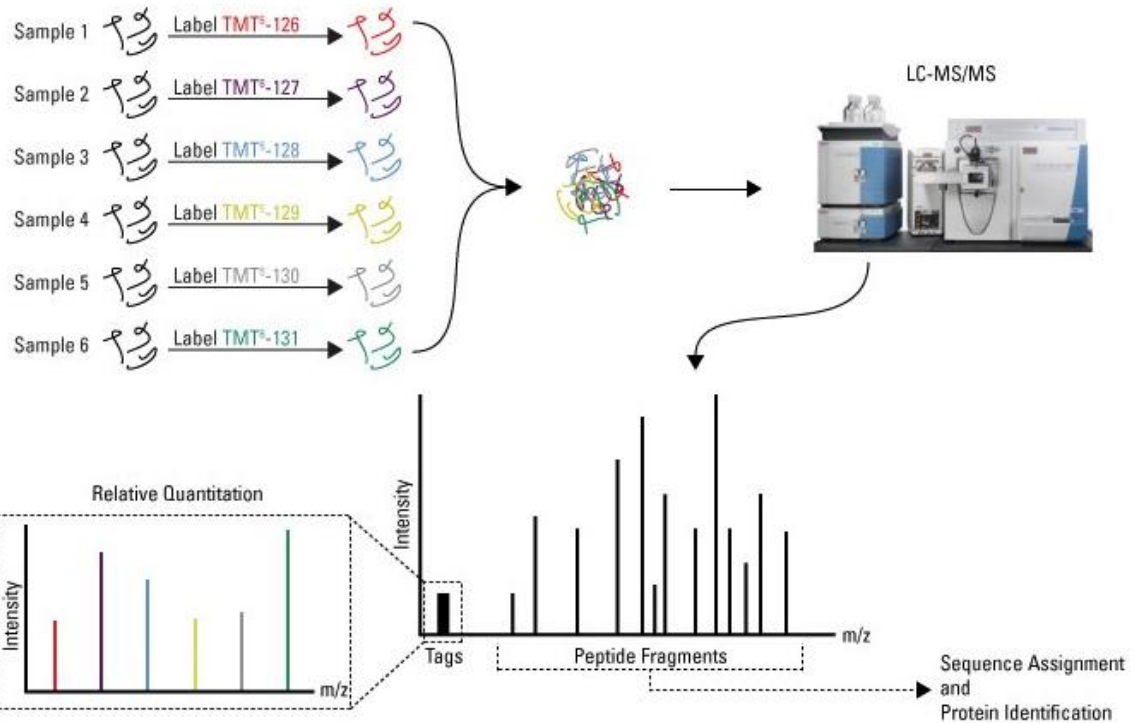 Sample 1
Label TMT⁶-126
Sample 2
Label TMT⁶-127
Sample 3
Label TMT⁶-128
Sample 4
Label TMT⁶-129
Sample 5
Label TMT⁶-130
Sample 6
Label TMT⁶-131
LC-MS/MS
Relative Quantitation
Intensity
m/z
Intensity
m/z
Tags
Peptide Fragments
Sequence Assignment
and
Protein Identification